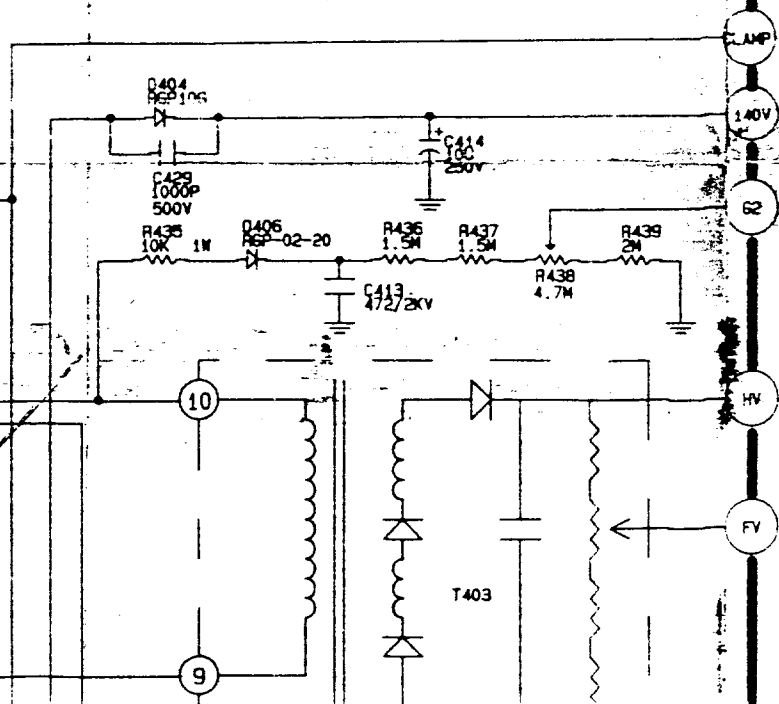 D404
RGP10G
140V
C414
10C
250V
C429
1000P
500V
G2
R435
10K 1W
D406
RGP-02-20
R436
1.5M
R437
1.5M
R439
2M
R438
4.7M
C413
472/2KV
10
HV
FV
T403
9